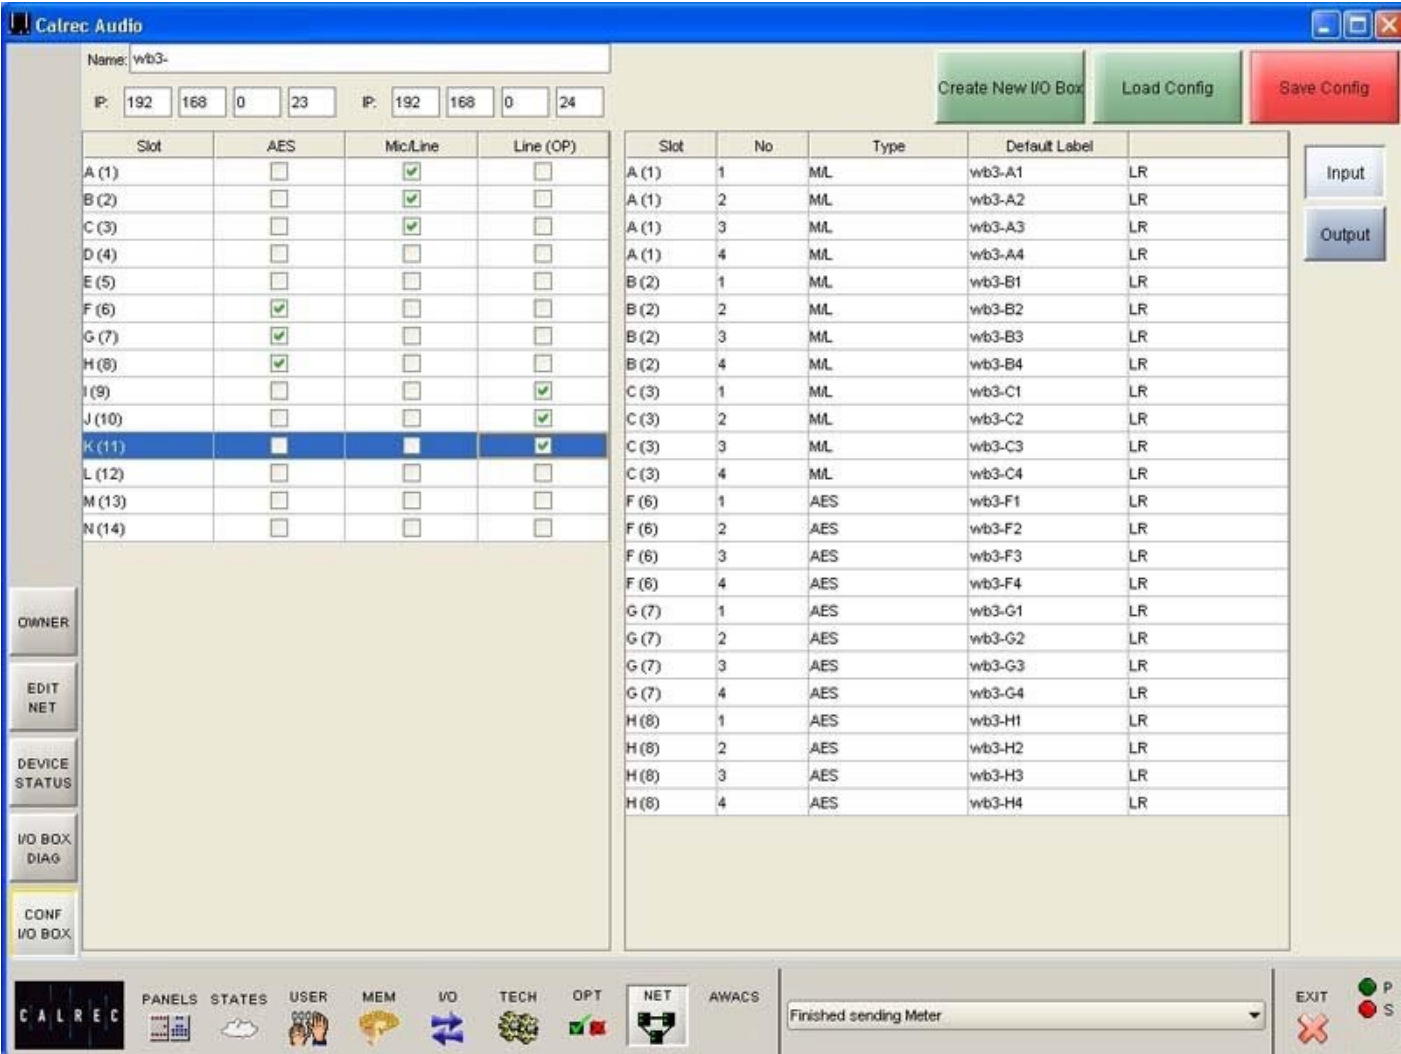 Calrec Audio
Name: wb3-
IP: 192 168 0 23 IP: 192 168 0 24
Create New I/O Box Load Config Save Config
Slot AES Mic/Line Line (OP)
A (1)
B (2)
C (3)
D (4)
E (5)
F (6)
G (7)
H (8)
I (9)
J (10)
K (11)
L (12)
M (13)
N (14)
Slot No Type Default Label
A (1) 1 M/L wb3-A1 LR
A (1) 2 M/L wb3-A2 LR
A (1) 3 M/L wb3-A3 LR
A (1) 4 M/L wb3-A4 LR
B (2) 1 M/L wb3-B1 LR
B (2) 2 M/L wb3-B2 LR
B (2) 3 M/L wb3-B3 LR
B (2) 4 M/L wb3-B4 LR
C (3) 1 M/L wb3-C1 LR
C (3) 2 M/L wb3-C2 LR
C (3) 3 M/L wb3-C3 LR
C (3) 4 M/L wb3-C4 LR
F (6) 1 AES wb3-F1 LR
F (6) 2 AES wb3-F2 LR
F (6) 3 AES wb3-F3 LR
F (6) 4 AES wb3-F4 LR
G (7) 1 AES wb3-G1 LR
G (7) 2 AES wb3-G2 LR
G (7) 3 AES wb3-G3 LR
G (7) 4 AES wb3-G4 LR
H (8) 1 AES wb3-H1 LR
H (8) 2 AES wb3-H2 LR
H (8) 3 AES wb3-H3 LR
H (8) 4 AES wb3-H4 LR
Input
Output
OWNER
EDIT
NET
DEVICE
STATUS
I/O BOX
DIAG
CONF
I/O BOX
CALREC
PANELS STATES USER MEM I/O TECH OPT NET AWACS
Finished sending Meter
EXIT
P
S